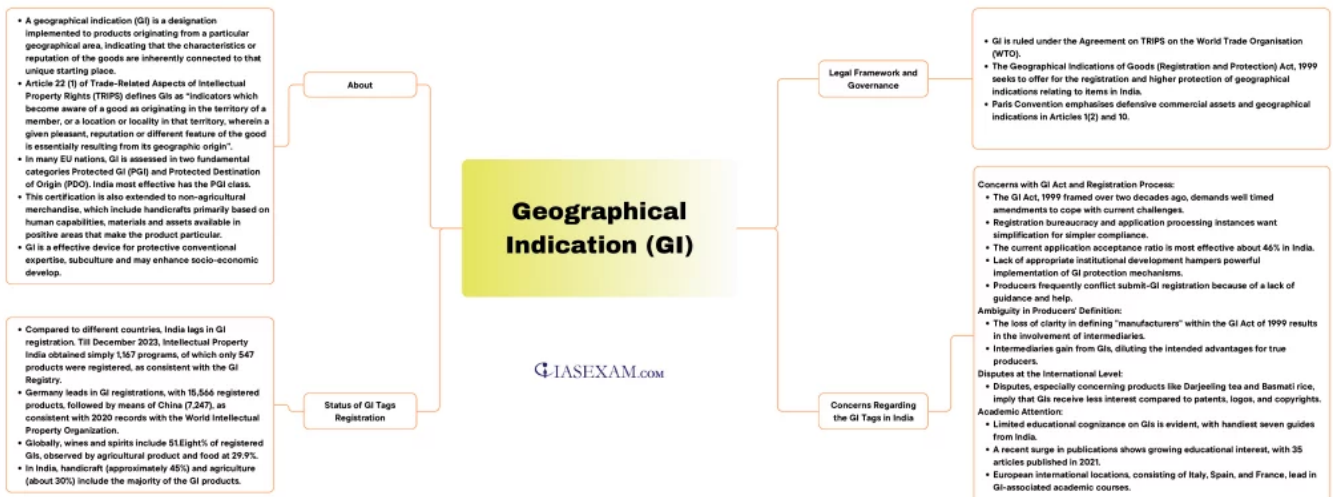 • A geographical indication (GI) is a designation
implemented to products originating from a particular
geographical area, indicating that the characteristics or
reputation of the goods are inherently connected to that
unique starting place.
• Article 22 (1) of Trade-Related Aspects of Intellectual
Property Rights (TRIPS) defines GIs as "Indicators which
become aware of a good as originating in the territory of a
member, or a location or locality in that territory, wherein a
given pleasant, reputation or different feature of the good
is essentially resulting from its geographic origin".
• In many EU nations, GI is assessed in two fundamental
categories Protected GI (PGI) and Protected Destination
of Origin (PDO). India most effective has the PGI class.
• This certification is also extended to non-agricultural
merchandise, which include handicrafts primarily based on
human capabilities, materials and assets available in
positive areas that make the product particular.
• GI is a effective device for protective conventional
expertise, subculture and may enhance socio-economic
develop.
About
• Compared to different countries, India lags in GI
registration. Till December 2023, Intellectual Property
India obtained simply 1,167 programs, of which only 547
products were registered, as consistent with the GI
Registry.
• Germany leads in GI registrations, with 15,566 registered
products, followed by means of China (7,247), as
consistent with 2020 records with the World Intellectual
Property Organization.
• Globally, wines and spirits include 51.Eight% of registered
GIs, observed by agricultural product and food at 29.9%.
• In India, handicraft (approximately 45%) and agriculture
(about 30%) include the majority of the GI products.
Status of GI Tags
Registration
Geographical
Indication (GI)
IASEXAM.COM
Legal Framework and
Governance
• GI is ruled under the Agreement on TRIPS on the World Trade Organisation
(WTO).
• The Geographical Indications of Goods (Registration and Protection) Act, 1999
seeks to offer for the registration and higher protection of geographical
indications relating to items in India.
• Paris Convention emphasises defensive commercial assets and geographical
indications in Articles 1(2) and 10.
Concerns Regarding
the GI Tags in India
Concerns with GI Act and Registration Process:
• The GI Act, 1999 framed over two decades ago, demands well timed
amendments to cope with current challenges.
• Registration bureaucracy and application processing instances want
simplification for simpler compliance.
• The current application acceptance ratio is most effective about 46% in India.
• Lack of appropriate institutional development hampers powerful
implementation of GI protection mechanisms.
• Producers frequently conflict submit-GI registration because of a lack of
guidance and help.
Ambiguity in Producers' Definition:
• The loss of clarity in defining "manufacturers" within the GI Act of 1999 results
in the involvement of intermediaries.
• Intermediaries gain from GIs, diluting the intended advantages for true
producers.
Disputes at the International Level:
• Disputes, especially concerning products like Darjeeling tea and Basmati rice,
imply that GIs receive less interest compared to patents, logos, and copyrights.
Academic Attention:
• Limited educational cognizance on GIs is evident, with handiest seven guides
from India.
• A recent surge in publications shows growing educational interest, with 35
articles published in 2021.
• European international locations, consisting of Italy, Spain, and France, lead in
GI-associated academic courses.